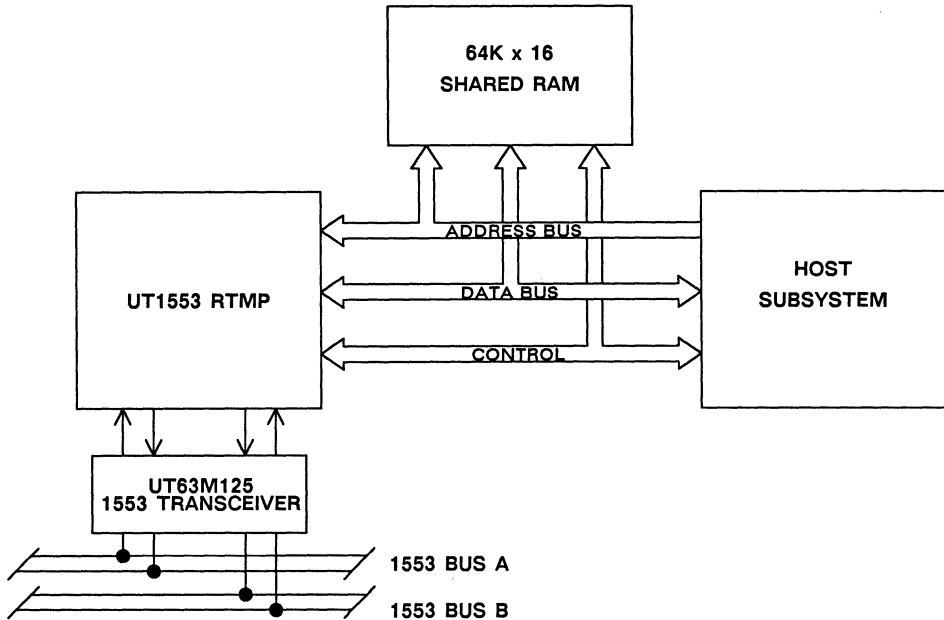 64K x 16
SHARED RAM
ADDRESS BUS
HOST
SUBSYSTEM
UT1553 RTMP
DATA BUS
CONTROL
UT63M125
1553 TRANSCEIVER
1553 BUS A
1553 BUS B